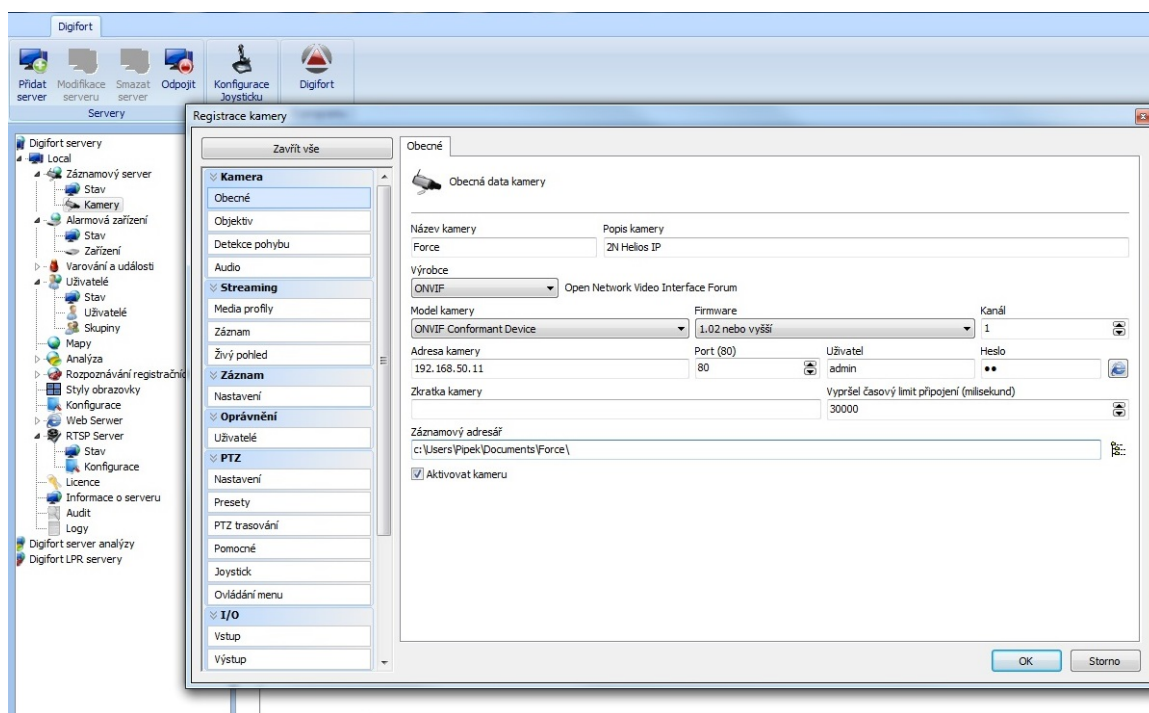 Digifort
Přidat server
Modifikace serveru
Smazat server
Odpojit
Konfigurace Joysticku
Digifort
Servery
Digifort servery
Local
Záznamový server
Stav
Kamery
Alarmová zařízení
Stav
Zařízení
Varování a události
Uživatelé
Stav
Uživatelé
Skupiny
Mapy
Analýza
Rozpoznávání registrační
Styly obrazovky
Konfigurace
Web Serwer
RTSP Server
Stav
Konfigurace
Licence
Informace o serveru
Audit
Logy
Digifort server analýzy
Digifort LPR servery
Registrace kamery
Zavřít vše
Kamera
Obecné
Objektiv
Detekce pohybu
Audio
Streaming
Media profily
Záznam
Živý pohled
Záznam
Nastavení
Oprávnění
Uživatelé
PTZ
Nastavení
Presety
PTZ trasování
Pomocné
Joystick
Ovládání menu
I/O
Vstup
Výstup
Obecné
Obecná data kamery
Název kamery Popis kamery
Force 2N Helios IP
Výrobce
ONVIF Open Network Video Interface Forum
Model kamery Firmware Kanál
ONVIF Conformant Device 1.02 nebo vyšší 1
Adresa kamery Port (80) Uživatel Heslo
192.168.50.11 80 admin ••
Zkratka kamery Vypršel časový limit připojení (milisekund)
30000
Záznamový adresář
c:\Users\Pipek\Documents\Force\
Aktivovat kameru
OK Storno